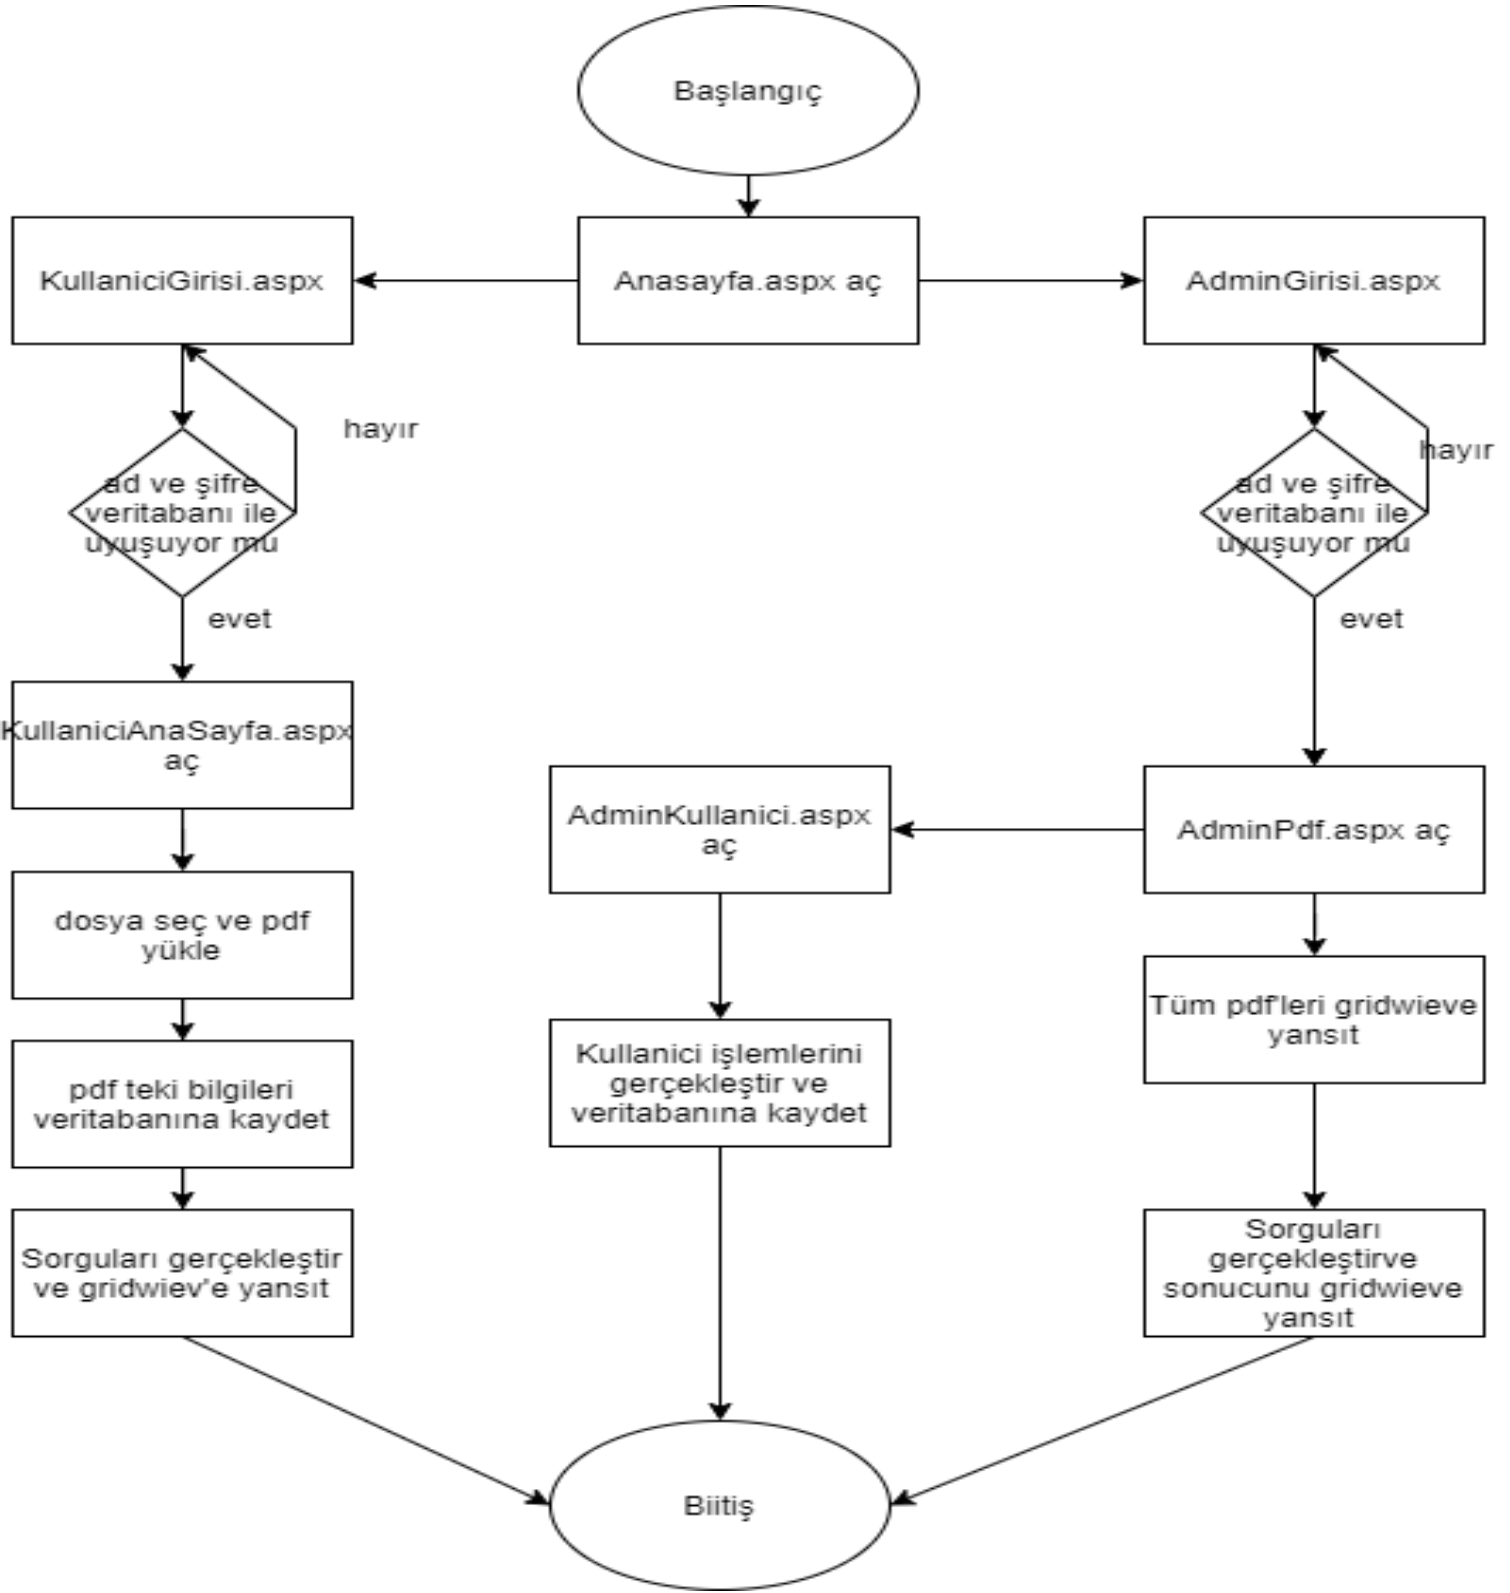 Başlangıç
KullaniciGirisi.aspx
Anasayfa.aspx aç
AdminGirisi.aspx
hayır
hayır
ad ve şifre
veritabanı ile
uyuşuyor mu
ad ve şifre
veritabanı ile
uyuşuyor mu
evet
evet
KullaniciAnaSayfa.aspx
aç
AdminKullanici.aspx
aç
AdminPdf.aspx aç
dosya seç ve pdf
yükle
Tüm pdf'leri gridwieve
yansıt
pdf teki bilgileri
veritabanına kaydet
Kullanici işlemlerini
gerçekleştir ve
veritabanına kaydet
Sorguları gerçekleştir
ve gridwiev'e yansıt
Sorguları
gerçekleştirve
sonucunu gridwieve
yansıt
Biitiş